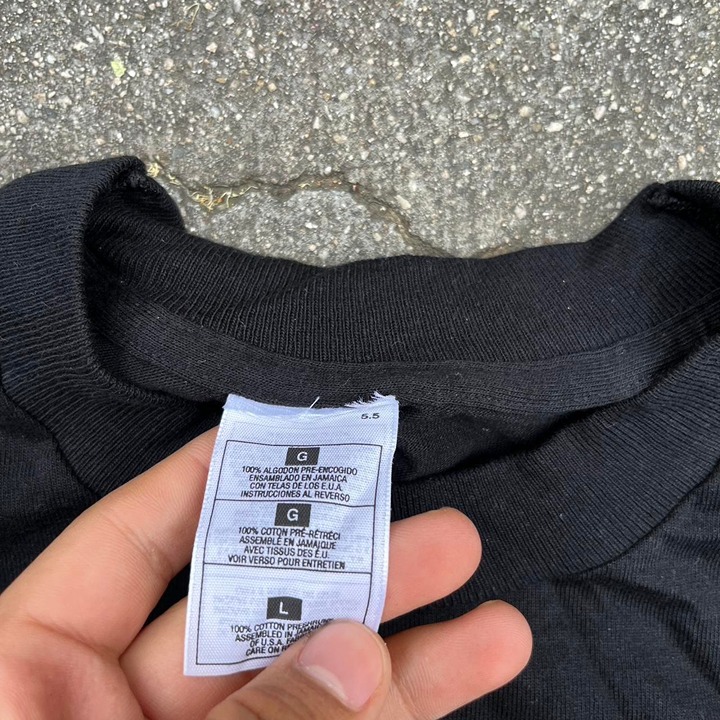 5.5
G
100% ALGODON PRE-ENCOGIDO
ENSAMBLADO EN JAMAICA
CON TELAS DE LOS E.U.A.
INSTRUCCIONES AL REVERSO
G
100% COTON PRÉ-RÉTRÉCI
ASSEMBLÉ EN JAMAIQUE
AVEC TISSUS DES É.U.
VOIR VERSO POUR ENTRETIEN
L
100% COTTON
ASSEMBLED IN
OF U.S.A.
CARE ON